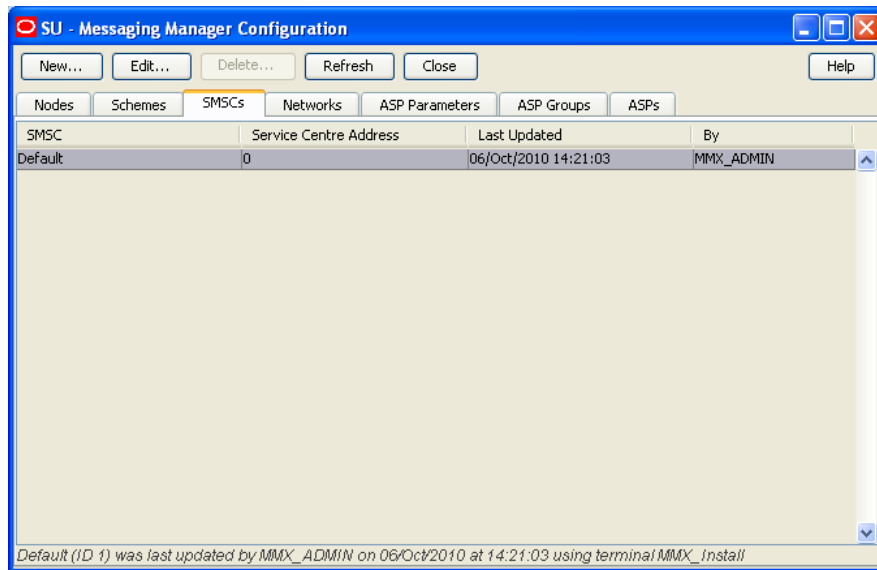 SU - Messaging Manager Configuration
New... Edit... Delete... Refresh Close Help
Nodes Schemes SMSCs Networks ASP Parameters ASP Groups ASPs
SMSC Service Centre Address Last Updated By
Default 0 06/Oct/2010 14:21:03 MMX_ADMIN
Default (ID 1) was last updated by MMX_ADMIN on 06/Oct/2010 at 14:21:03 using terminal MMX_Install